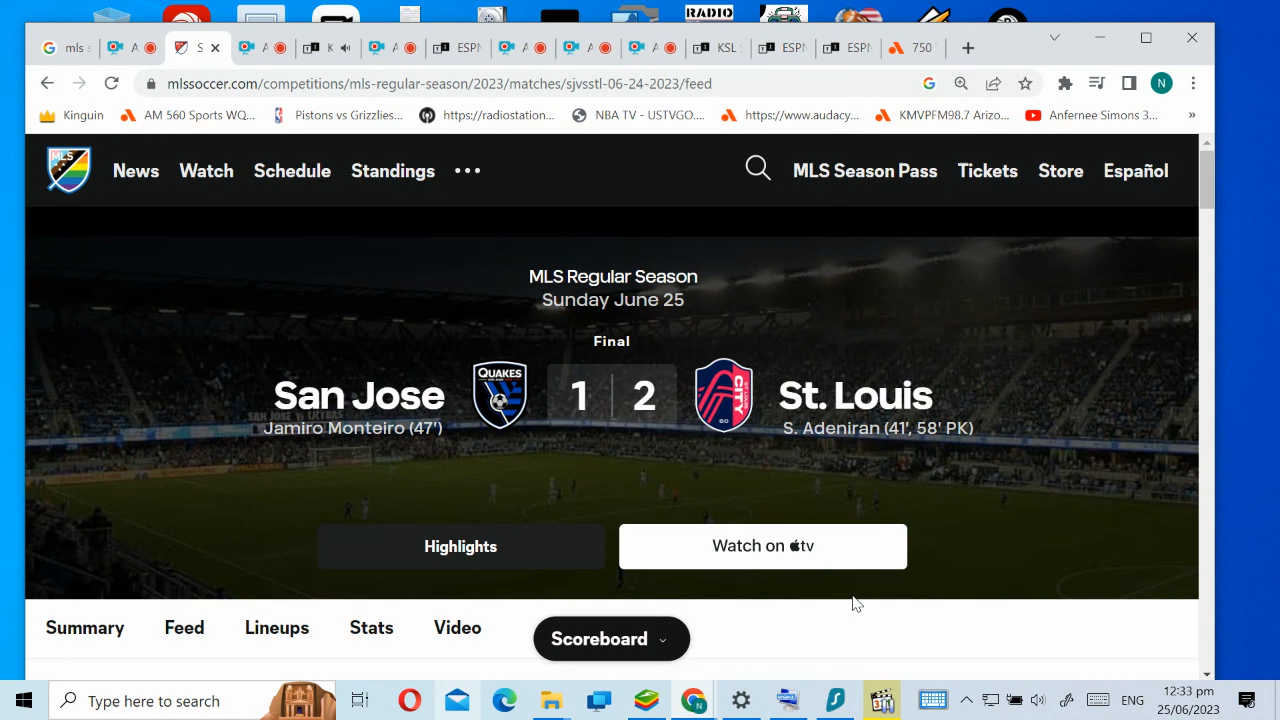 RADIO
mls s
A
S
A
K
A
ESPN
A
A
A
KSL
ESPN
ESPN
750
mlssoccer.com/competitions/mls-regular-season/2023/matches/sjvsstl-06-24-2023/feed
N
Kinguin
AM 560 Sports WQ...
Pistons vs Grizzlies...
https://radiostation...
NBA TV - USTVGO....
https://www.audacy...
KMVPFM98.7 Arizo...
Anfernee Simons 3...
»
MLS
News
Watch
Schedule
Standings
•••
MLS Season Pass
Tickets
Store
Español
MLS Regular Season
Sunday June 25
Final
San Jose
QUAKES
1
2
CITY
St. Louis
Jamiro Monteiro (47')
S. Adeniran (41', 58' PK)
Highlights
Watch on tv
Summary
Feed
Lineups
Stats
Video
Scoreboard
Type here to search
ENG
12:33 pm
25/06/2023